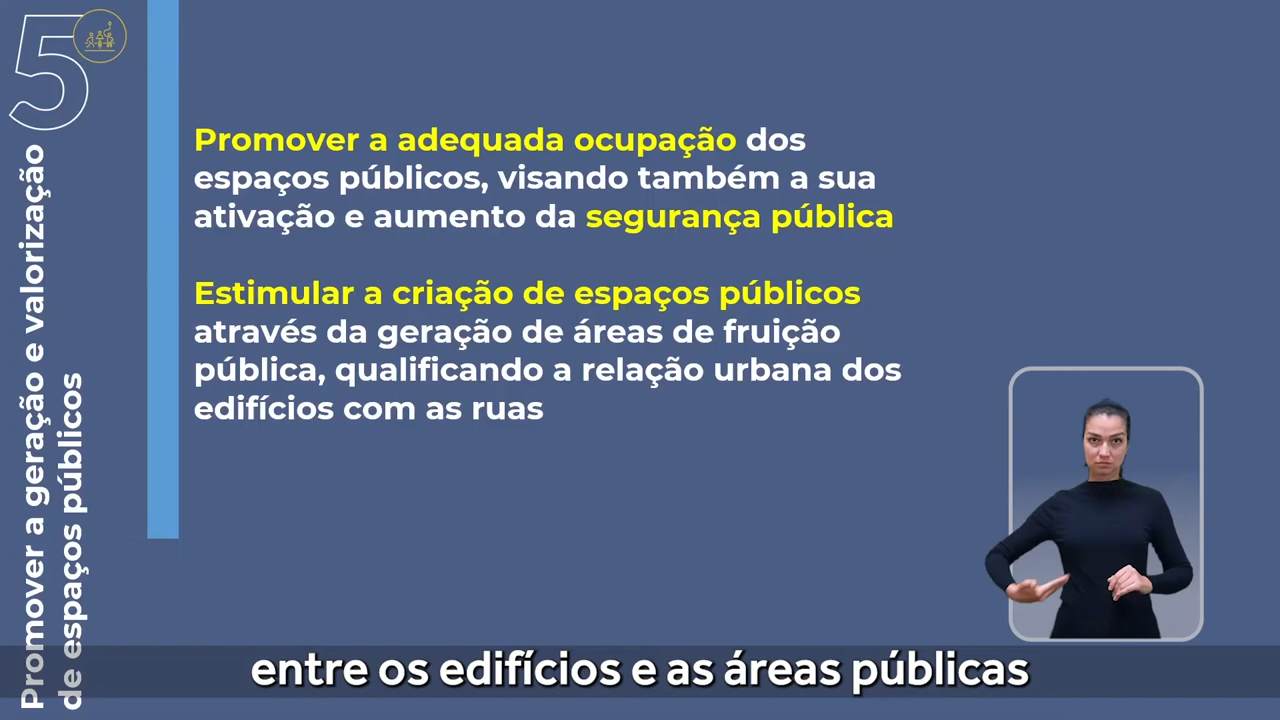 5
Promover a geração e valorização
de espaços públicos
Promover a adequada ocupação dos
espaços públicos, visando também a sua
ativação e aumento da segurança pública
Estimular a criação de espaços públicos
através da geração de áreas de fruição
pública, qualificando a relação urbana dos
edifícios com as ruas
entre os edifícios e as áreas públicas